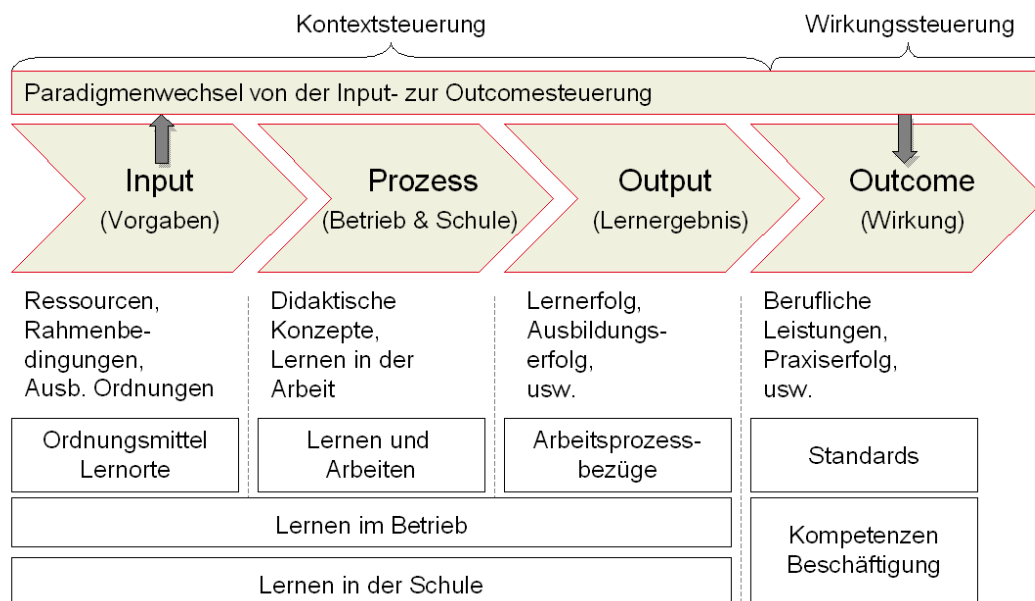 Kontextsteuerung
Wirkungssteuerung
Paradigmenwechsel von der Input- zur Outcomesteuerung
Input
(Vorgaben)
Prozess
(Betrieb & Schule)
Output
(Lernergebnis)
Outcome
(Wirkung)
Ressourcen,
Rahmenbe-
dingungen,
Ausb. Ordnungen
Didaktische
Konzepte,
Lernen in der
Arbeit
Lernerfolg,
Ausbildungs-
erfolg,
usw.
Berufliche
Leistungen,
Praxiserfolg,
usw.
Ordnungsmittel
Lernorte
Lernen und
Arbeiten
Arbeitsprozess-
bezüge
Standards
Lernen im Betrieb
Kompetenzen
Beschäftigung
Lernen in der Schule